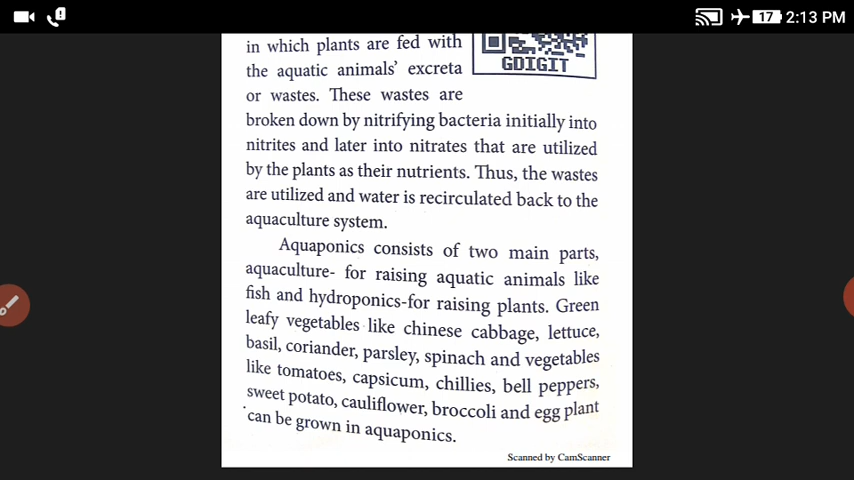 17 2:13 PM
in which plants are fed with
the aquatic animals' excreta
or wastes. These wastes are
GDIGIT
broken down by nitrifying bacteria initially into
nitrites and later into nitrates that are utilized
by the plants as their nutrients. Thus, the wastes
are utilized and water is recirculated back to the
aquaculture system.
Aquaponics consists of two main parts,
aquaculture- for raising aquatic animals like
fish and hydroponics-for raising plants. Green
leafy vegetables like chinese cabbage, lettuce,
basil, coriander, parsley, spinach and vegetables
like tomatoes, capsicum, chillies, bell peppers,
sweet potato, cauliflower, broccoli and egg plant
can be grown in aquaponics.
Scanned by CamScanner